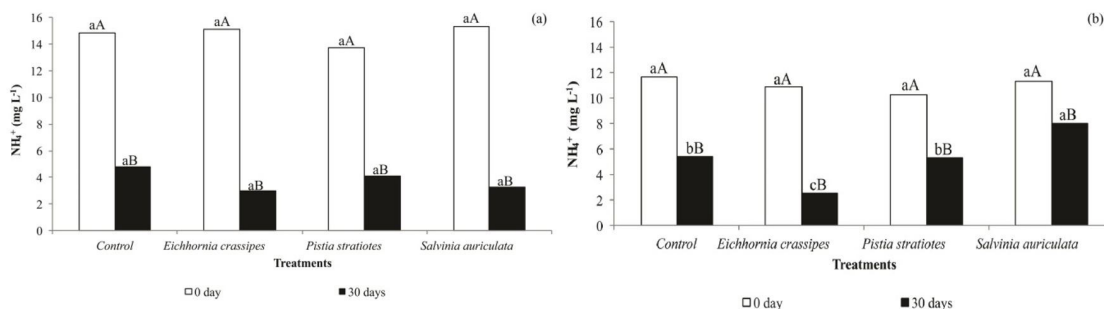 (a)
NH₄⁺ (mg L⁻¹)
16
14
12
10
8
6
4
2
0
aA
aB
aA
aB
aA
aB
aA
aB
Control
Eichhornia crassipes
Pistia stratiotes
Salvinia auriculata
Treatments
0 day
30 days
(b)
NH₄⁺ (mg L⁻¹)
16
14
12
10
8
6
4
2
0
aA
bB
aA
cB
aA
bB
aA
aB
Control
Eichhornia crassipes
Pistia stratiotes
Salvinia auriculata
Treatments
0 day
30 days